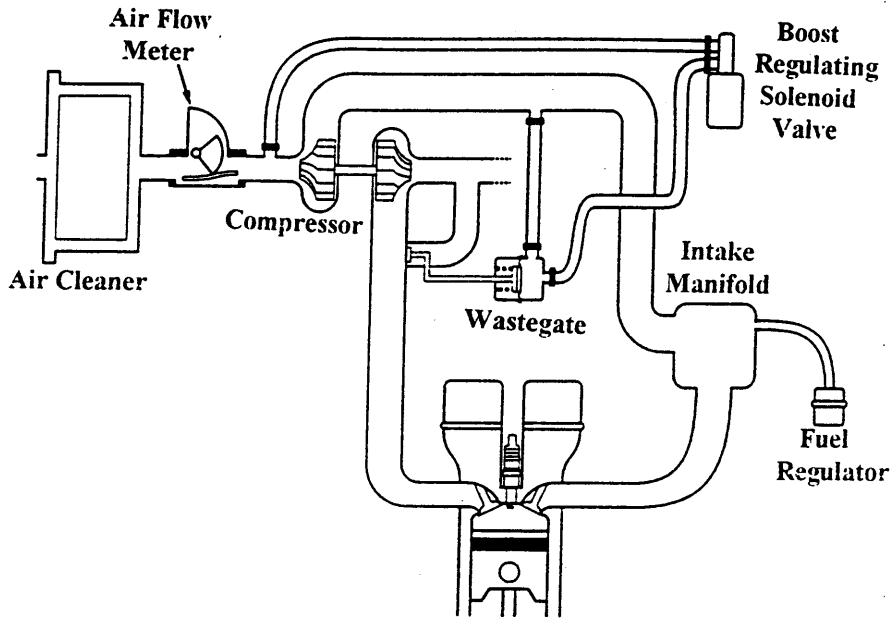 Air Flow
Meter
Boost
Regulating
Solenoid
Valve
Compressor
Air Cleaner
Intake
Manifold
Wastegate
Fuel
Regulator